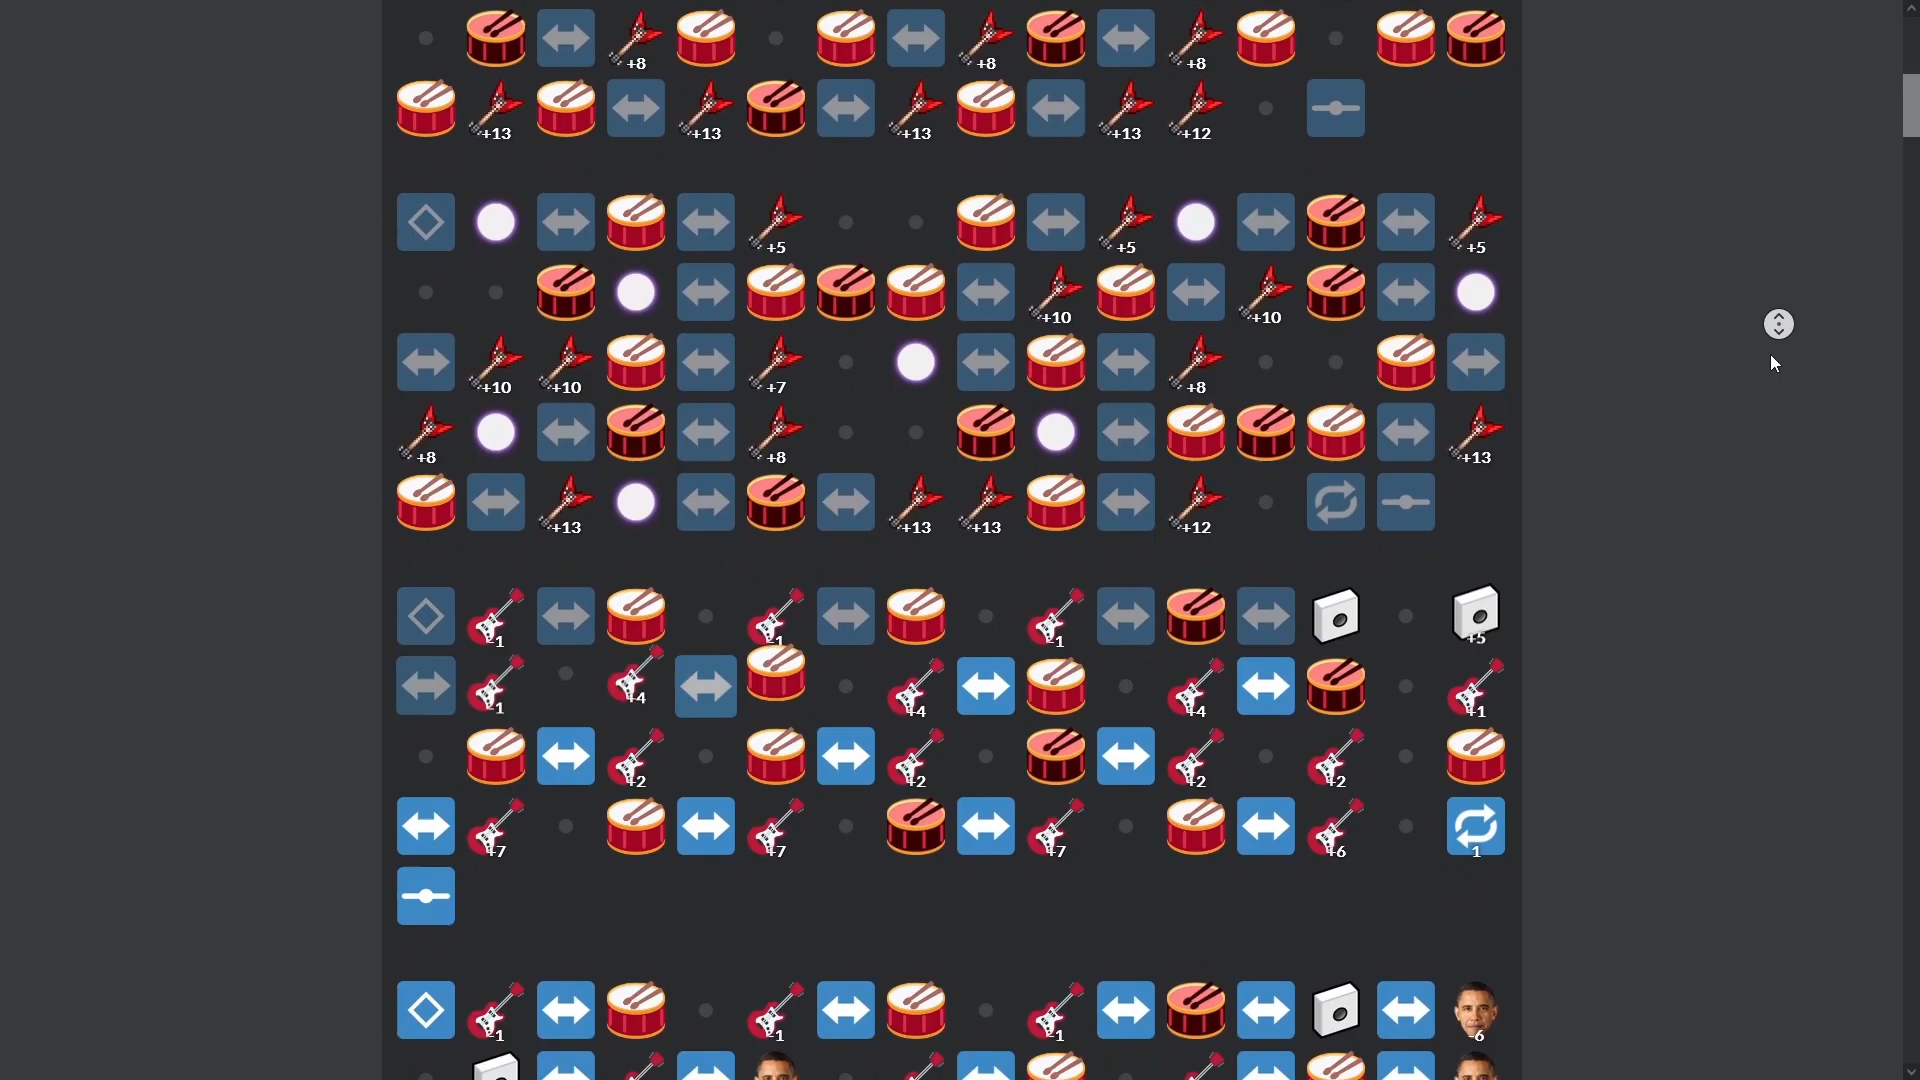 +8 +8 +8
+13 +13 +13 +13 +12
+5 +5 +5
+10 +10
+10 +10 +7 +8
+8 +8 +13
+13 +13 +13 +12
-1 -1 -1 +5
-1 +4 +4 +4 +1
+2 +2 +2 +2
+7 +7 +7 +6 1
-1 -1 -1 -6